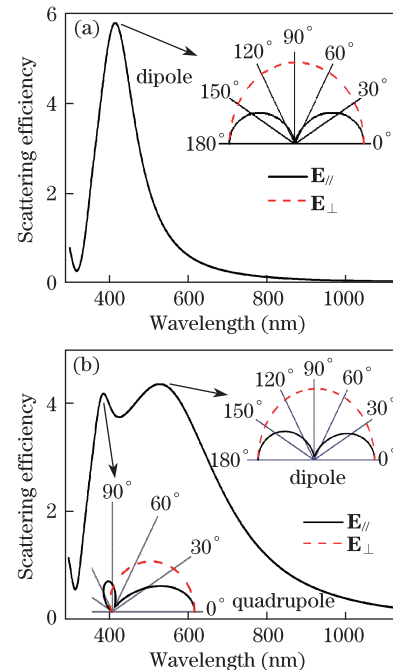 (a)
6
4
2
0
Scattering efficiency
dipole
180°
150°
120°
90°
60°
30°
0°
E//
E⊥
400
600
800
1000
Wavelength (nm)
(b)
6
4
2
0
Scattering efficiency
180°
150°
120°
90°
60°
30°
0°
dipole
90°
60°
30°
0°
quadrupole
E//
E⊥
400
600
800
1000
Wavelength (nm)